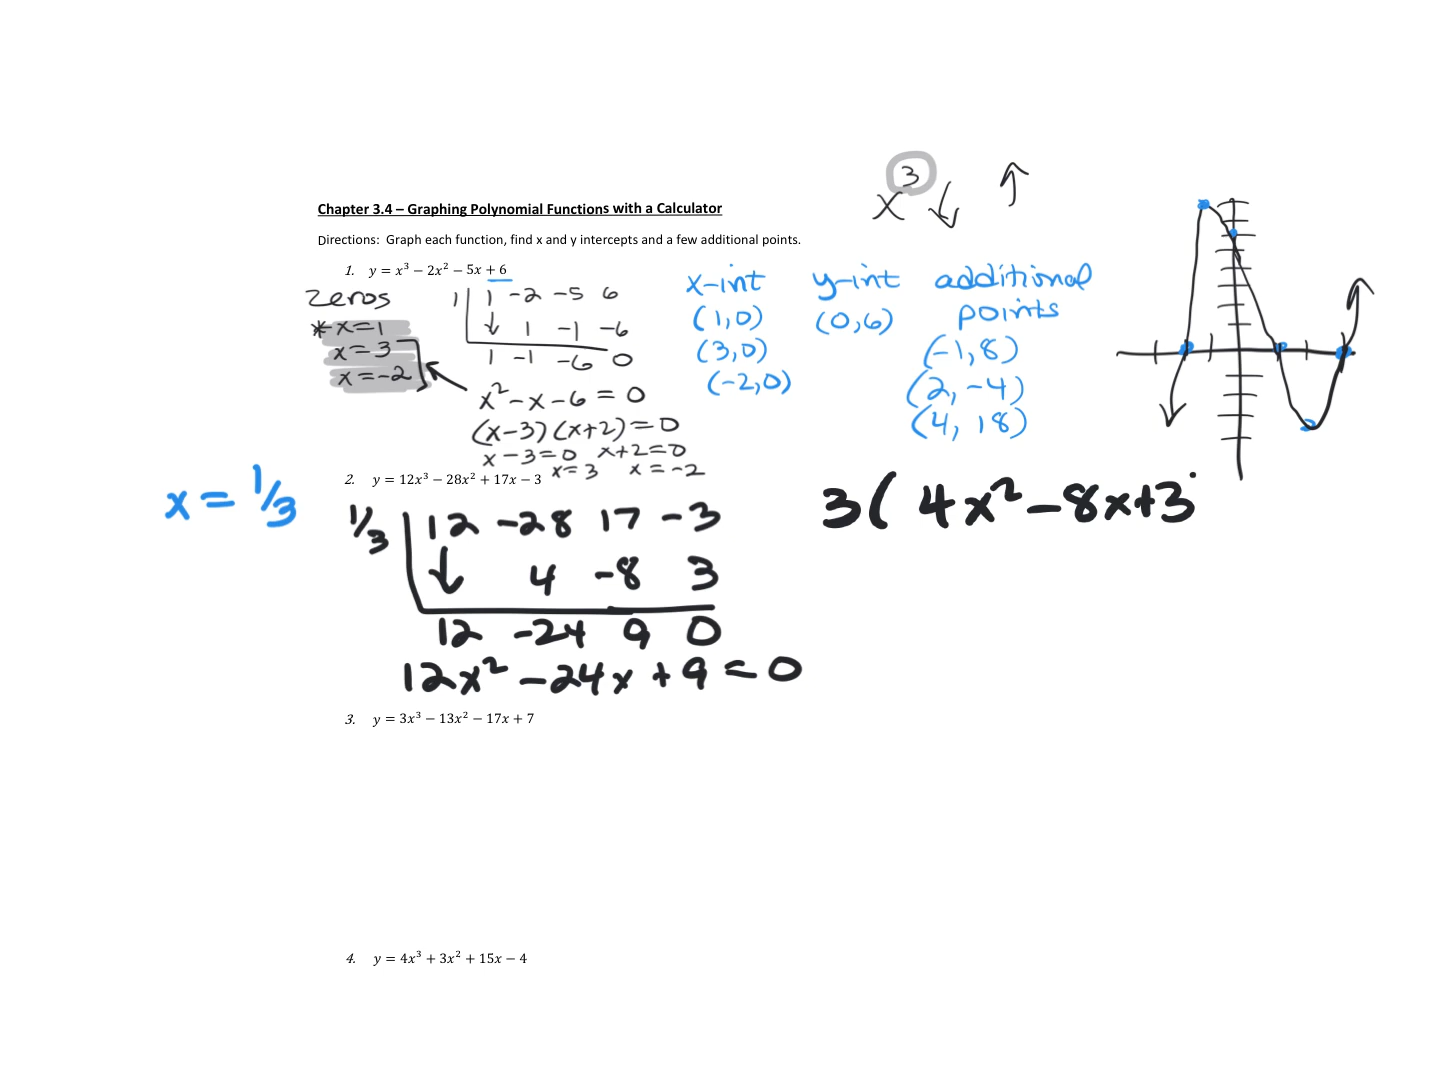 x³ ↓ ↑
Chapter 3.4 – Graphing Polynomial Functions with a Calculator
Directions: Graph each function, find x and y intercepts and a few additional points.
1. y = x³ − 2x² − 5x + 6
zeros
* x=1
x=3
x=-2
1 | 1 -2 -5 6
↓ 1 -1 -6
1 -1 -6 0
x²-x-6=0
(x-3)(x+2)=0
x-3=0 x+2=0
x=3 x=-2
x-int
(1,0)
(3,0)
(-2,0)
y-int
(0,6)
additional
points
(-1,8)
(2,-4)
(4,18)
2. y = 12x³ − 28x² + 17x − 3
x=1/3
1/3 | 12 -28 17 -3
↓ 4 -8 3
12 -24 9 0
12x²-24x+9=0
3(4x²-8x+3
3. y = 3x³ − 13x² − 17x + 7
4. y = 4x³ + 3x² + 15x − 4